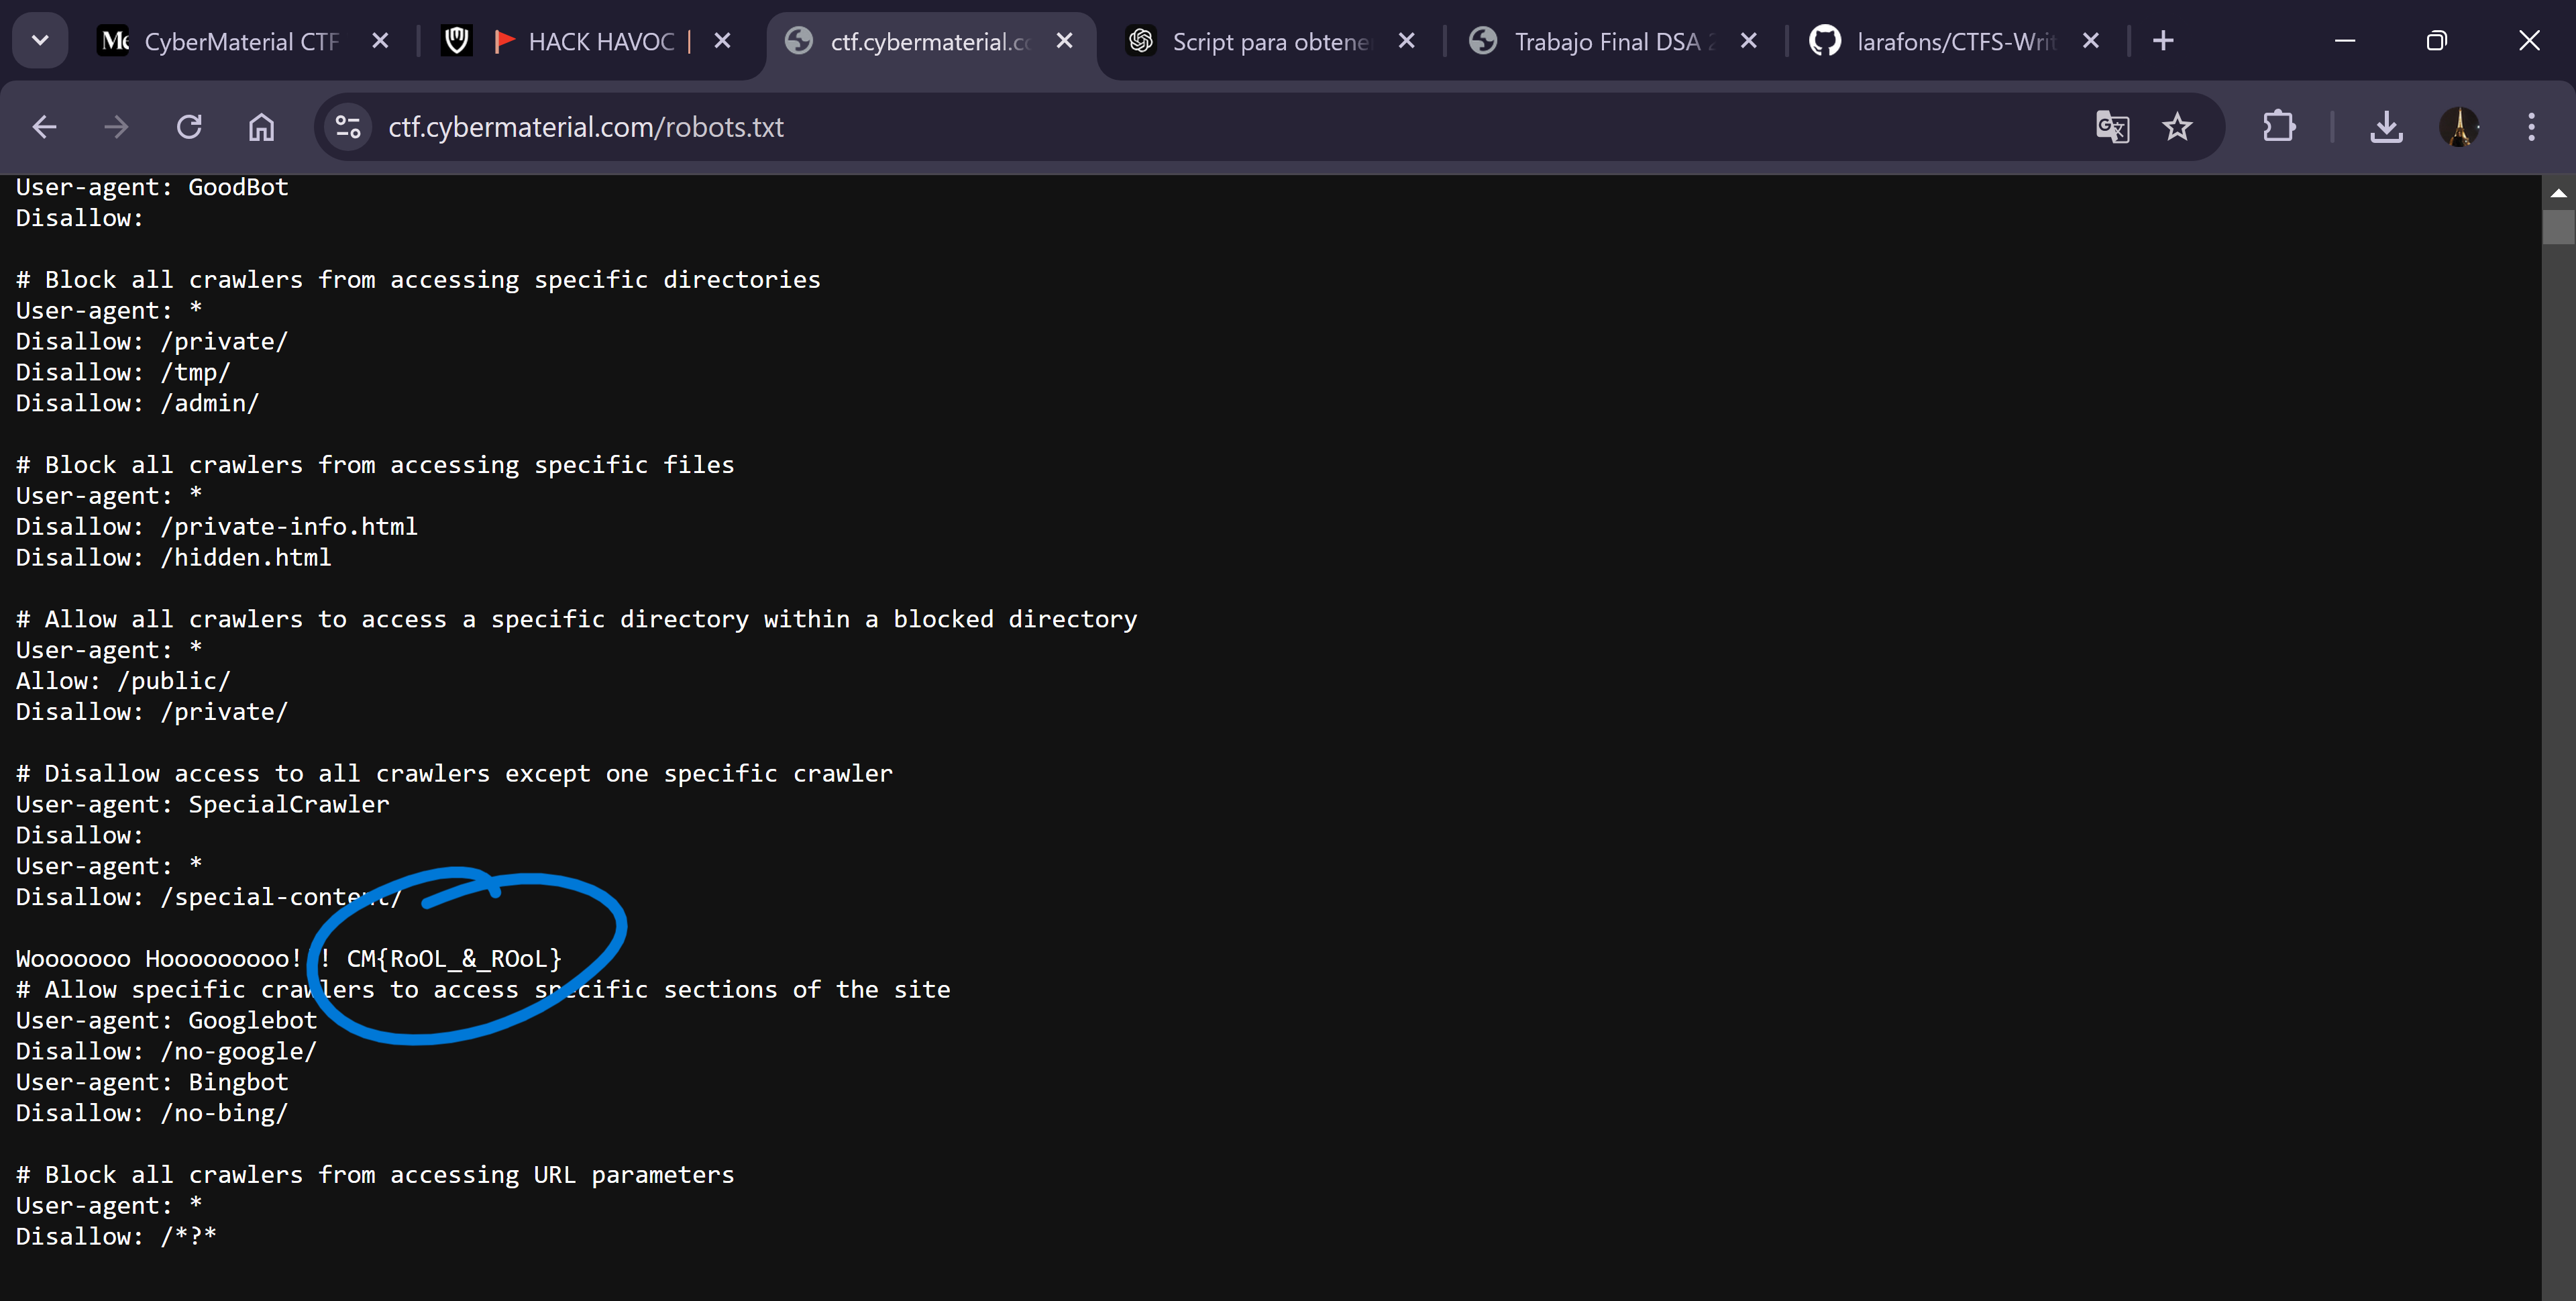 Me CyberMaterial CTF
HACK HAVOC |
ctf.cybermaterial.co
Script para obtene
Trabajo Final DSA 2
larafons/CTFS-Writ
ctf.cybermaterial.com/robots.txt
User-agent: GoodBot
Disallow:
# Block all crawlers from accessing specific directories
User-agent: *
Disallow: /private/
Disallow: /tmp/
Disallow: /admin/
# Block all crawlers from accessing specific files
User-agent: *
Disallow: /private-info.html
Disallow: /hidden.html
# Allow all crawlers to access a specific directory within a blocked directory
User-agent: *
Allow: /public/
Disallow: /private/
# Disallow access to all crawlers except one specific crawler
User-agent: SpecialCrawler
Disallow:
User-agent: *
Disallow: /special-content/
Wooooooo Hooooooooo!!! CM{RoOL_&_ROoL}
# Allow specific crawlers to access specific sections of the site
User-agent: Googlebot
Disallow: /no-google/
User-agent: Bingbot
Disallow: /no-bing/
# Block all crawlers from accessing URL parameters
User-agent: *
Disallow: /*?*